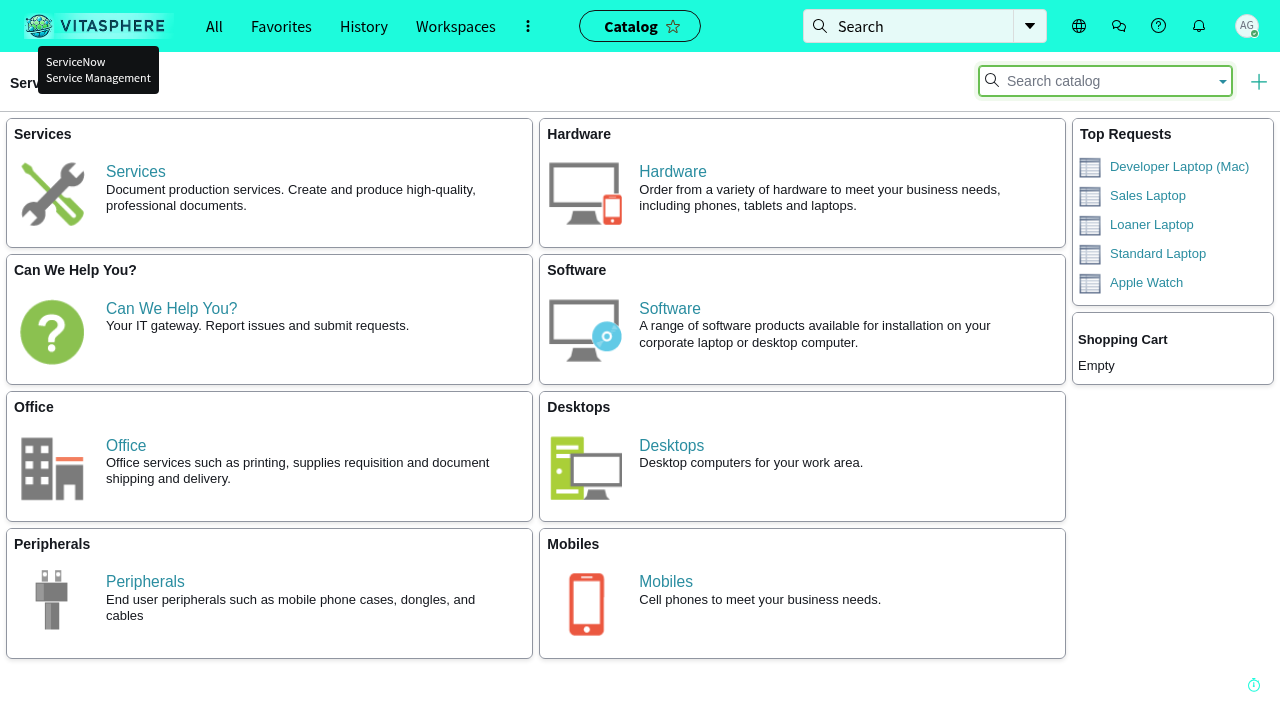 VITASPHERE
All
Favorites
History
Workspaces
Catalog
Search
AG
ServiceNow
Service Management
Serv
Search catalog
Services
Services
Document production services. Create and produce high-quality,
professional documents.
Hardware
Hardware
Order from a variety of hardware to meet your business needs,
including phones, tablets and laptops.
Top Requests
Developer Laptop (Mac)
Sales Laptop
Loaner Laptop
Standard Laptop
Apple Watch
Can We Help You?
Can We Help You?
Your IT gateway. Report issues and submit requests.
Software
Software
A range of software products available for installation on your
corporate laptop or desktop computer.
Shopping Cart
Empty
Office
Office
Office services such as printing, supplies requisition and document
shipping and delivery.
Desktops
Desktops
Desktop computers for your work area.
Peripherals
Peripherals
End user peripherals such as mobile phone cases, dongles, and
cables
Mobiles
Mobiles
Cell phones to meet your business needs.